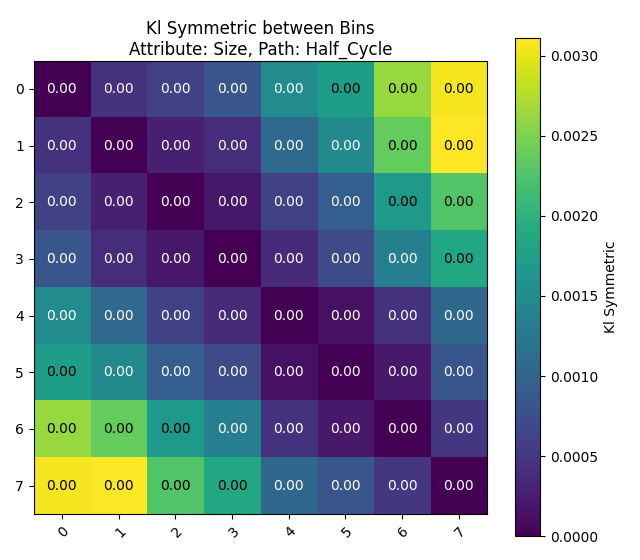 Kl Symmetric between Bins
Attribute: Size, Path: Half_Cycle
0 0.00 0.00 0.00 0.00 0.00 0.00 0.00 0.00
1 0.00 0.00 0.00 0.00 0.00 0.00 0.00 0.00
2 0.00 0.00 0.00 0.00 0.00 0.00 0.00 0.00
3 0.00 0.00 0.00 0.00 0.00 0.00 0.00 0.00
4 0.00 0.00 0.00 0.00 0.00 0.00 0.00 0.00
5 0.00 0.00 0.00 0.00 0.00 0.00 0.00 0.00
6 0.00 0.00 0.00 0.00 0.00 0.00 0.00 0.00
7 0.00 0.00 0.00 0.00 0.00 0.00 0.00 0.00
0 1 2 3 4 5 6 7
0.0030
0.0025
0.0020
0.0015
0.0010
0.0005
0.0000
Kl Symmetric